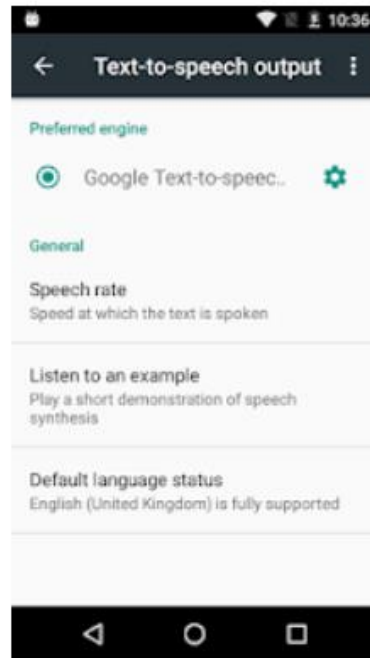 10:36
Text-to-speech output
Preferred engine
Google Text-to-speec..
General
Speech rate
Speed at which the text is spoken
Listen to an example
Play a short demonstration of speech
synthesis
Default language status
English (United Kingdom) is fully supported